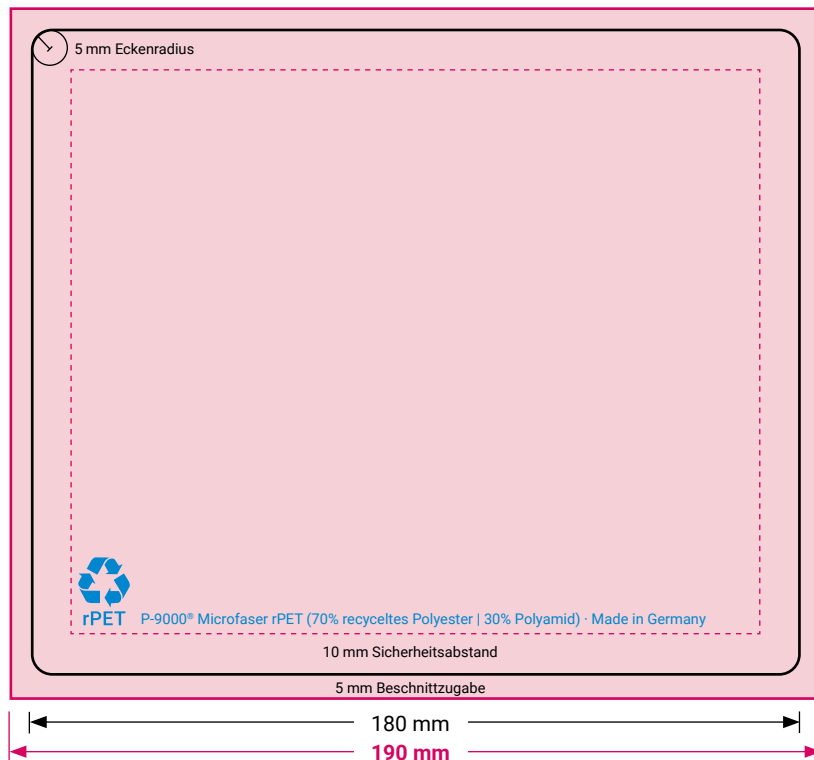 5 mm Eckenradius
rPET
P-9000® Microfaser rPET (70% recyceltes Polyester | 30% Polyamid) · Made in Germany
10 mm Sicherheitsabstand
5 mm Beschnittzugabe
180 mm
190 mm